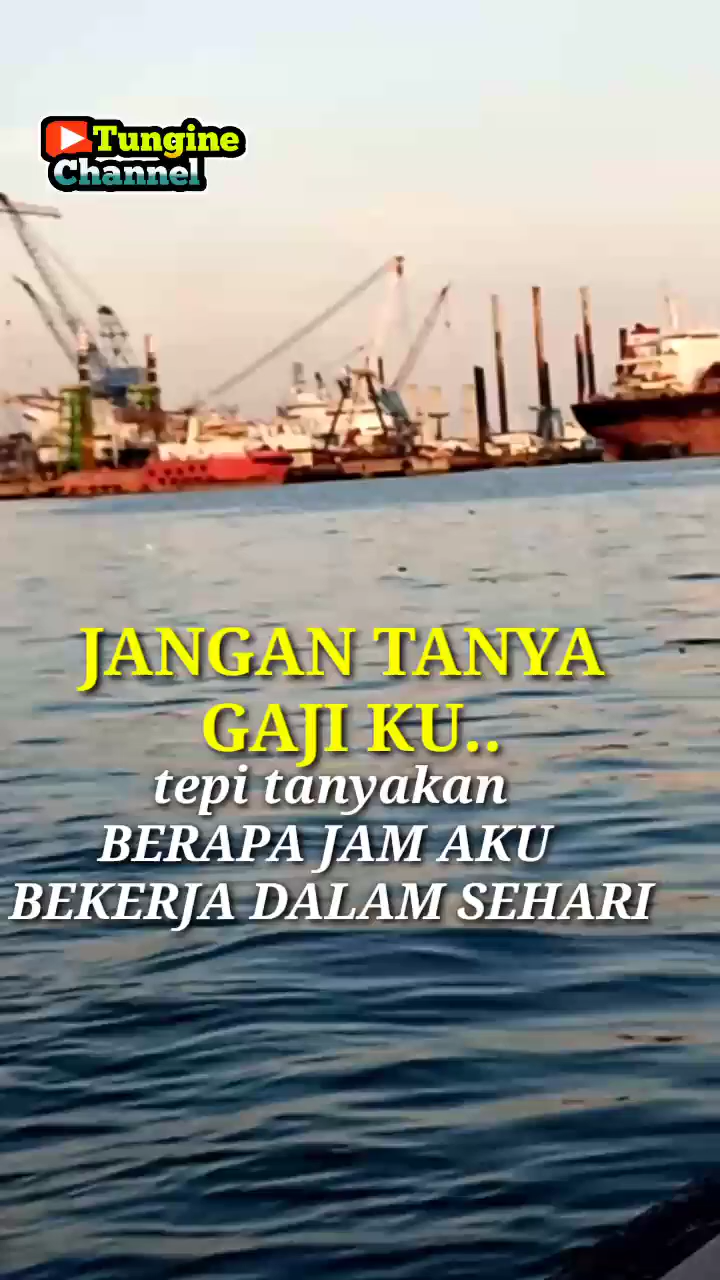 Tungine
Channel
JANGAN TANYA
GAJI KU..
tepi tanyakan
BERAPA JAM AKU
BEKERJA DALAM SEHARI